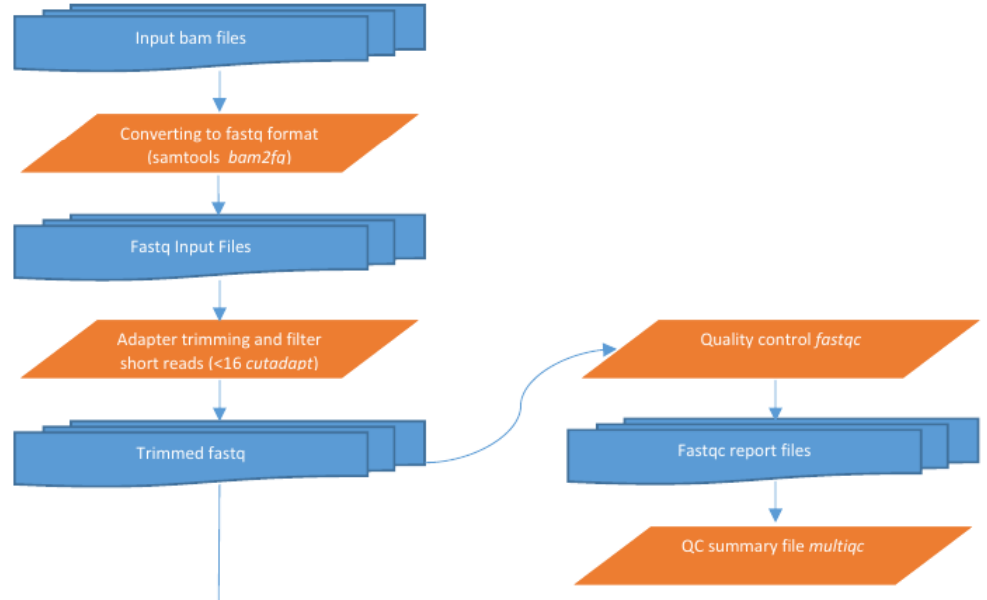 Input bam files
Converting to fastq format
(samtools bam2fq)
Fastq Input Files
Adapter trimming and filter
short reads (<16 cutadapt)
Trimmed fastq
Quality control fastqc
Fastqc report files
QC summary file multiqc